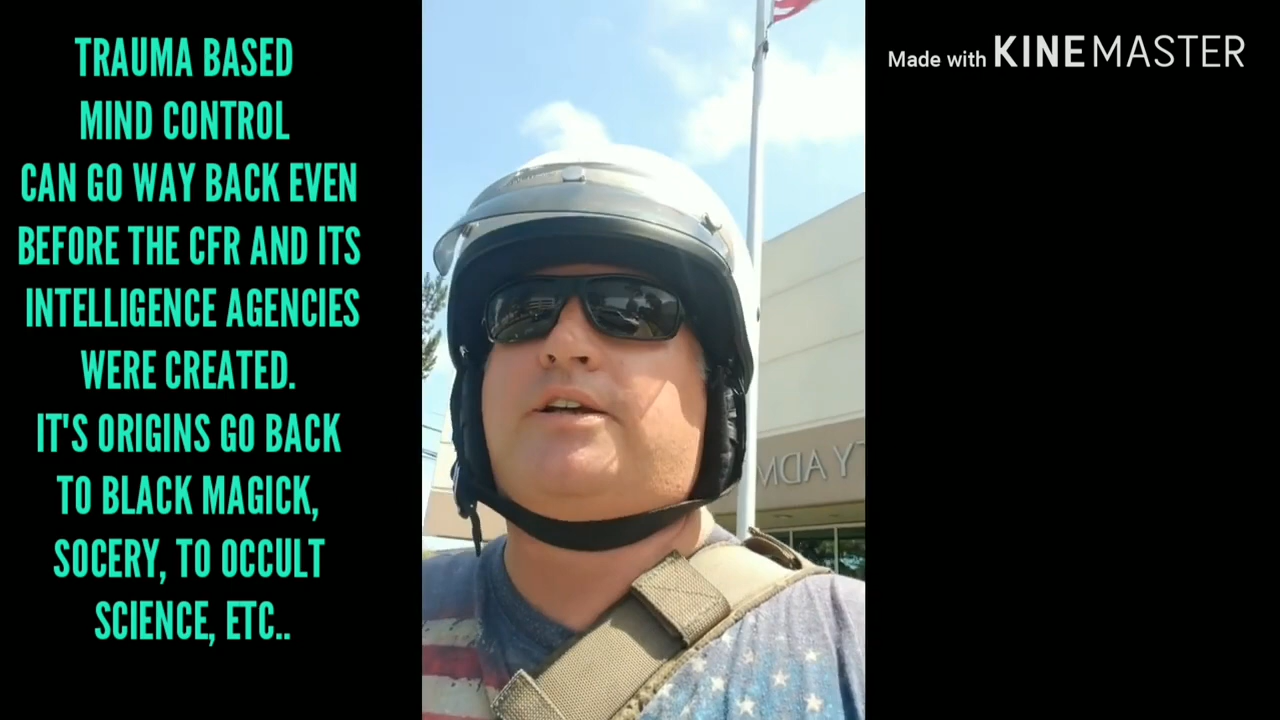 TRAUMA BASED
MIND CONTROL
CAN GO WAY BACK EVEN
BEFORE THE CFR AND ITS
INTELLIGENCE AGENCIES
WERE CREATED.
IT'S ORIGINS GO BACK
TO BLACK MAGICK,
SOCERY, TO OCCULT
SCIENCE, ETC..
Made with KINEMASTER